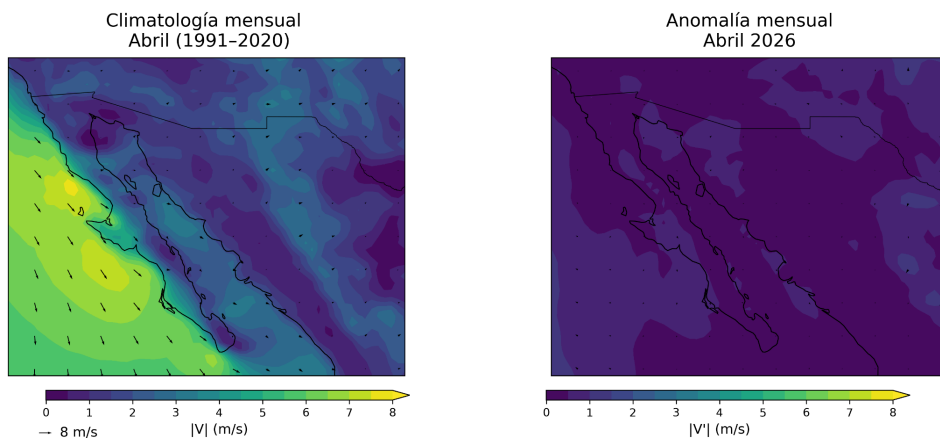 Climatología mensual
Abril (1991–2020)
Anomalía mensual
Abril 2026
0 1 2 3 4 5 6 7 8
|V| (m/s)
8 m/s
0 1 2 3 4 5 6 7 8
|V'| (m/s)